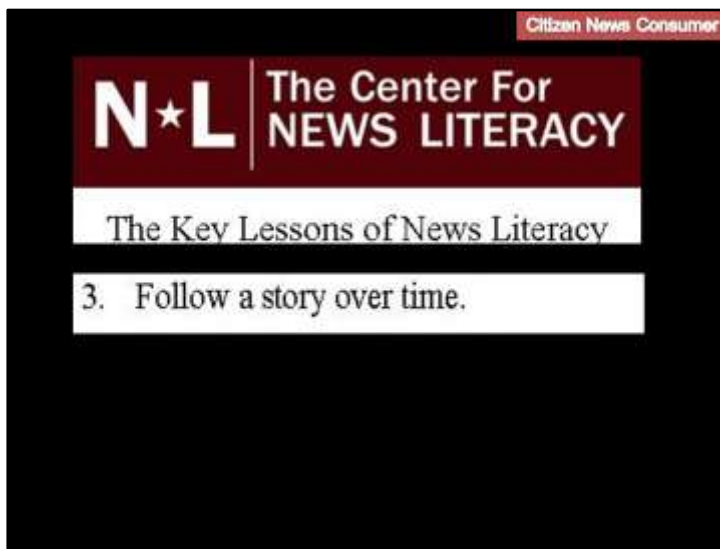 Citizen News Consumer
N★L
The Center For
NEWS LITERACY
The Key Lessons of News Literacy
3. Follow a story over time.